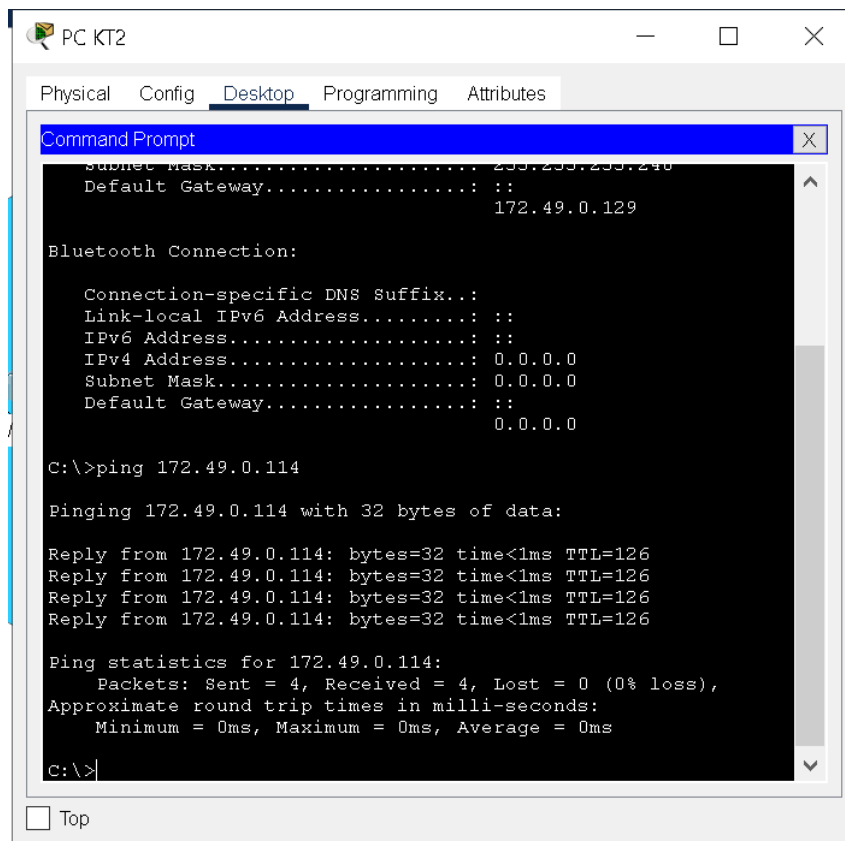 PC KT2
Physical Config Desktop Programming Attributes
Command Prompt X
Subnet Mask......................: 255.255.255.240
Default Gateway.................: ::
172.49.0.129
Bluetooth Connection:
Connection-specific DNS Suffix..:
Link-local IPv6 Address.........: ::
IPv6 Address....................: ::
IPv4 Address....................: 0.0.0.0
Subnet Mask.....................: 0.0.0.0
Default Gateway.................: ::
0.0.0.0
C:\>ping 172.49.0.114
Pinging 172.49.0.114 with 32 bytes of data:
Reply from 172.49.0.114: bytes=32 time<1ms TTL=126
Reply from 172.49.0.114: bytes=32 time<1ms TTL=126
Reply from 172.49.0.114: bytes=32 time<1ms TTL=126
Reply from 172.49.0.114: bytes=32 time<1ms TTL=126
Ping statistics for 172.49.0.114:
Packets: Sent = 4, Received = 4, Lost = 0 (0% loss),
Approximate round trip times in milli-seconds:
Minimum = 0ms, Maximum = 0ms, Average = 0ms
C:\>
Top